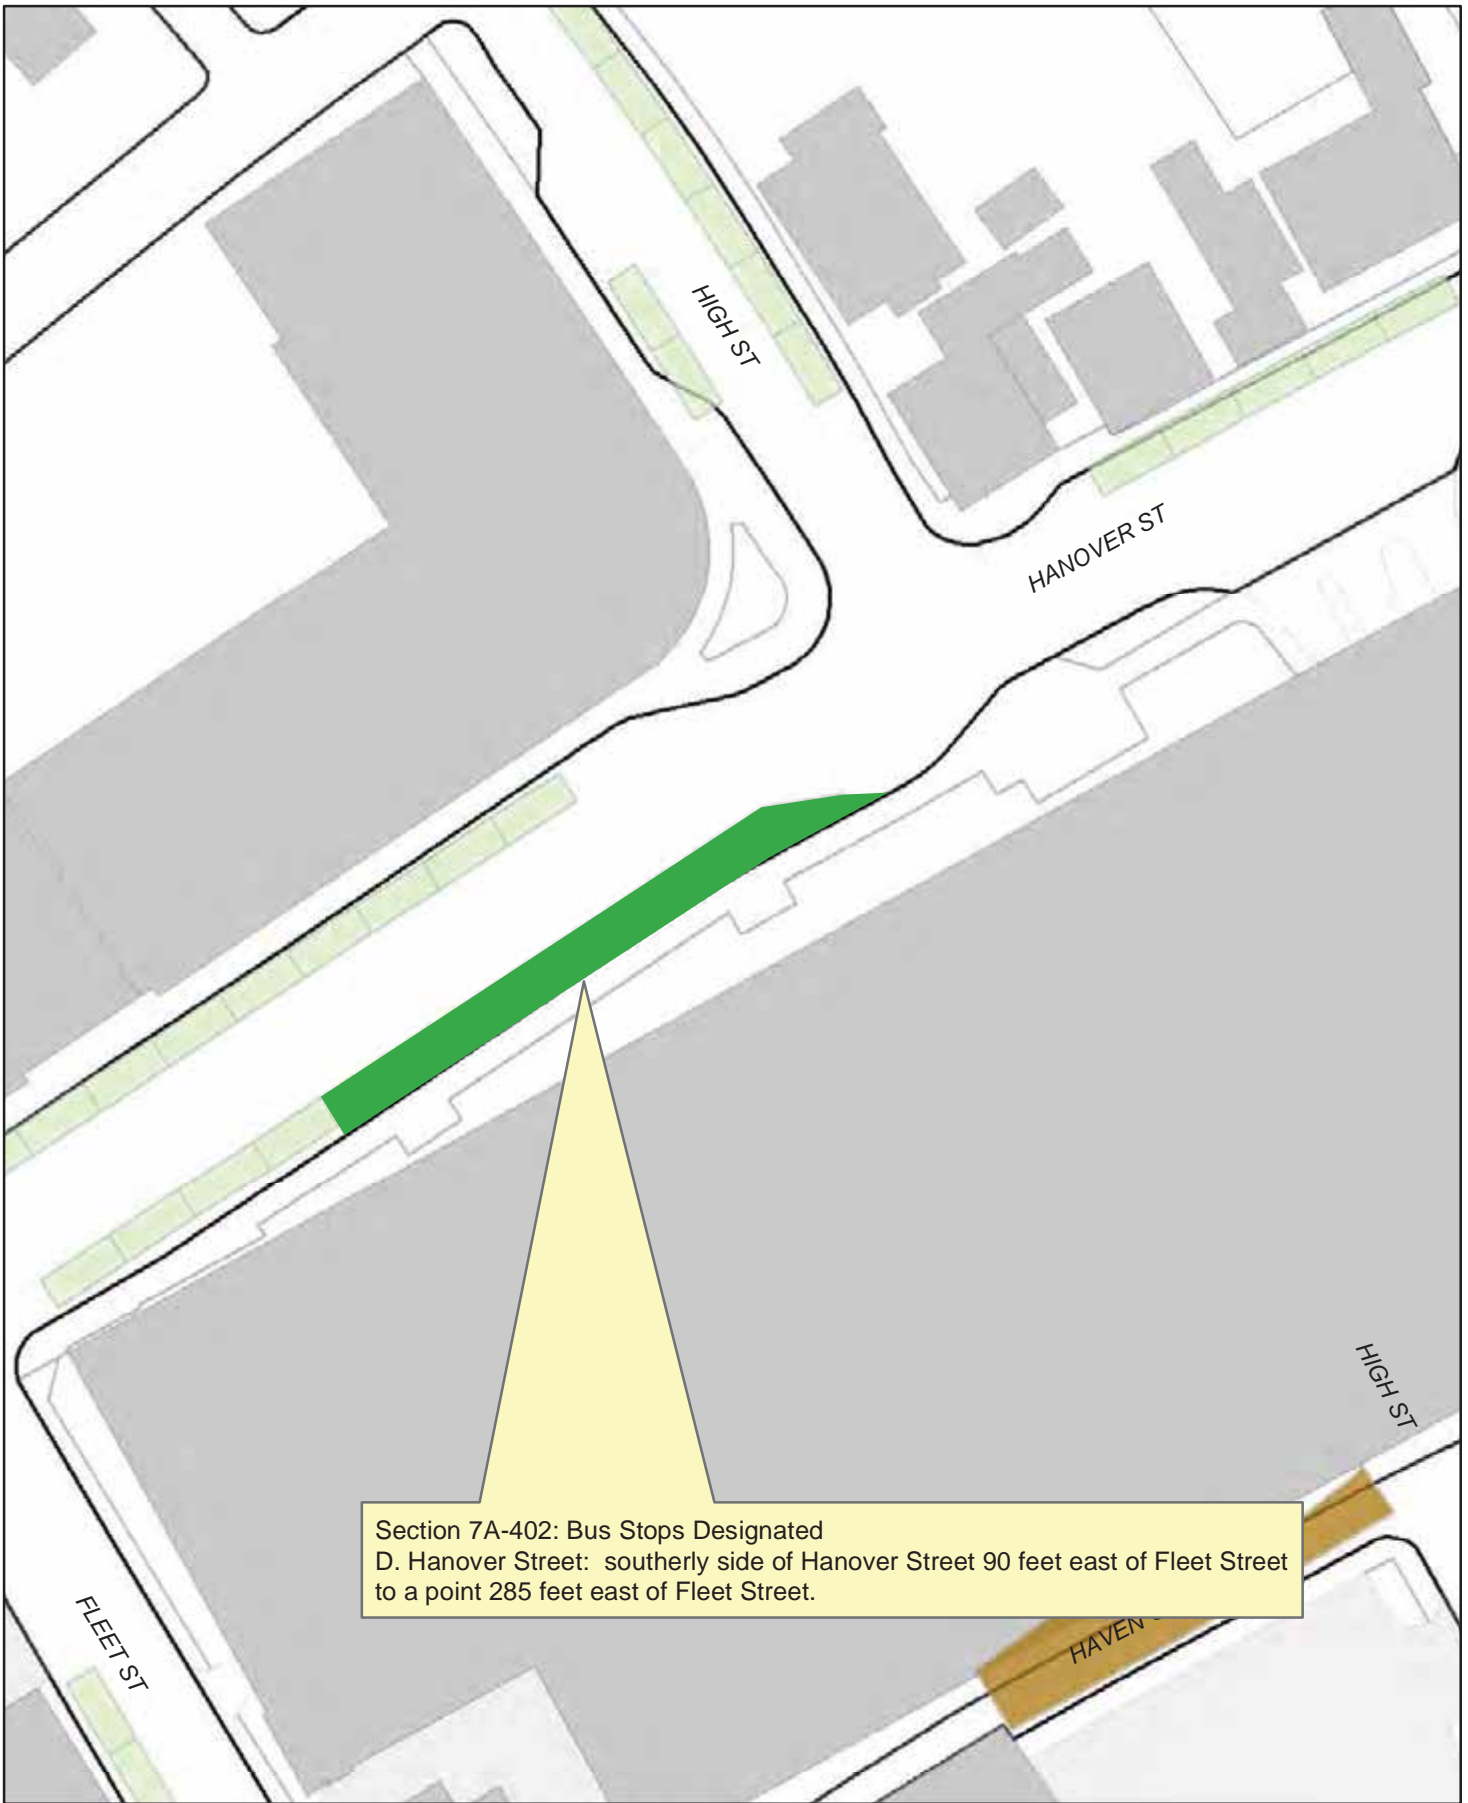 HIGH ST
HANOVER ST
HIGH ST
Section 7A-402: Bus Stops Designated
D. Hanover Street: southerly side of Hanover Street 90 feet east of Fleet Street
to a point 285 feet east of Fleet Street.
FLEET ST
HAVEN